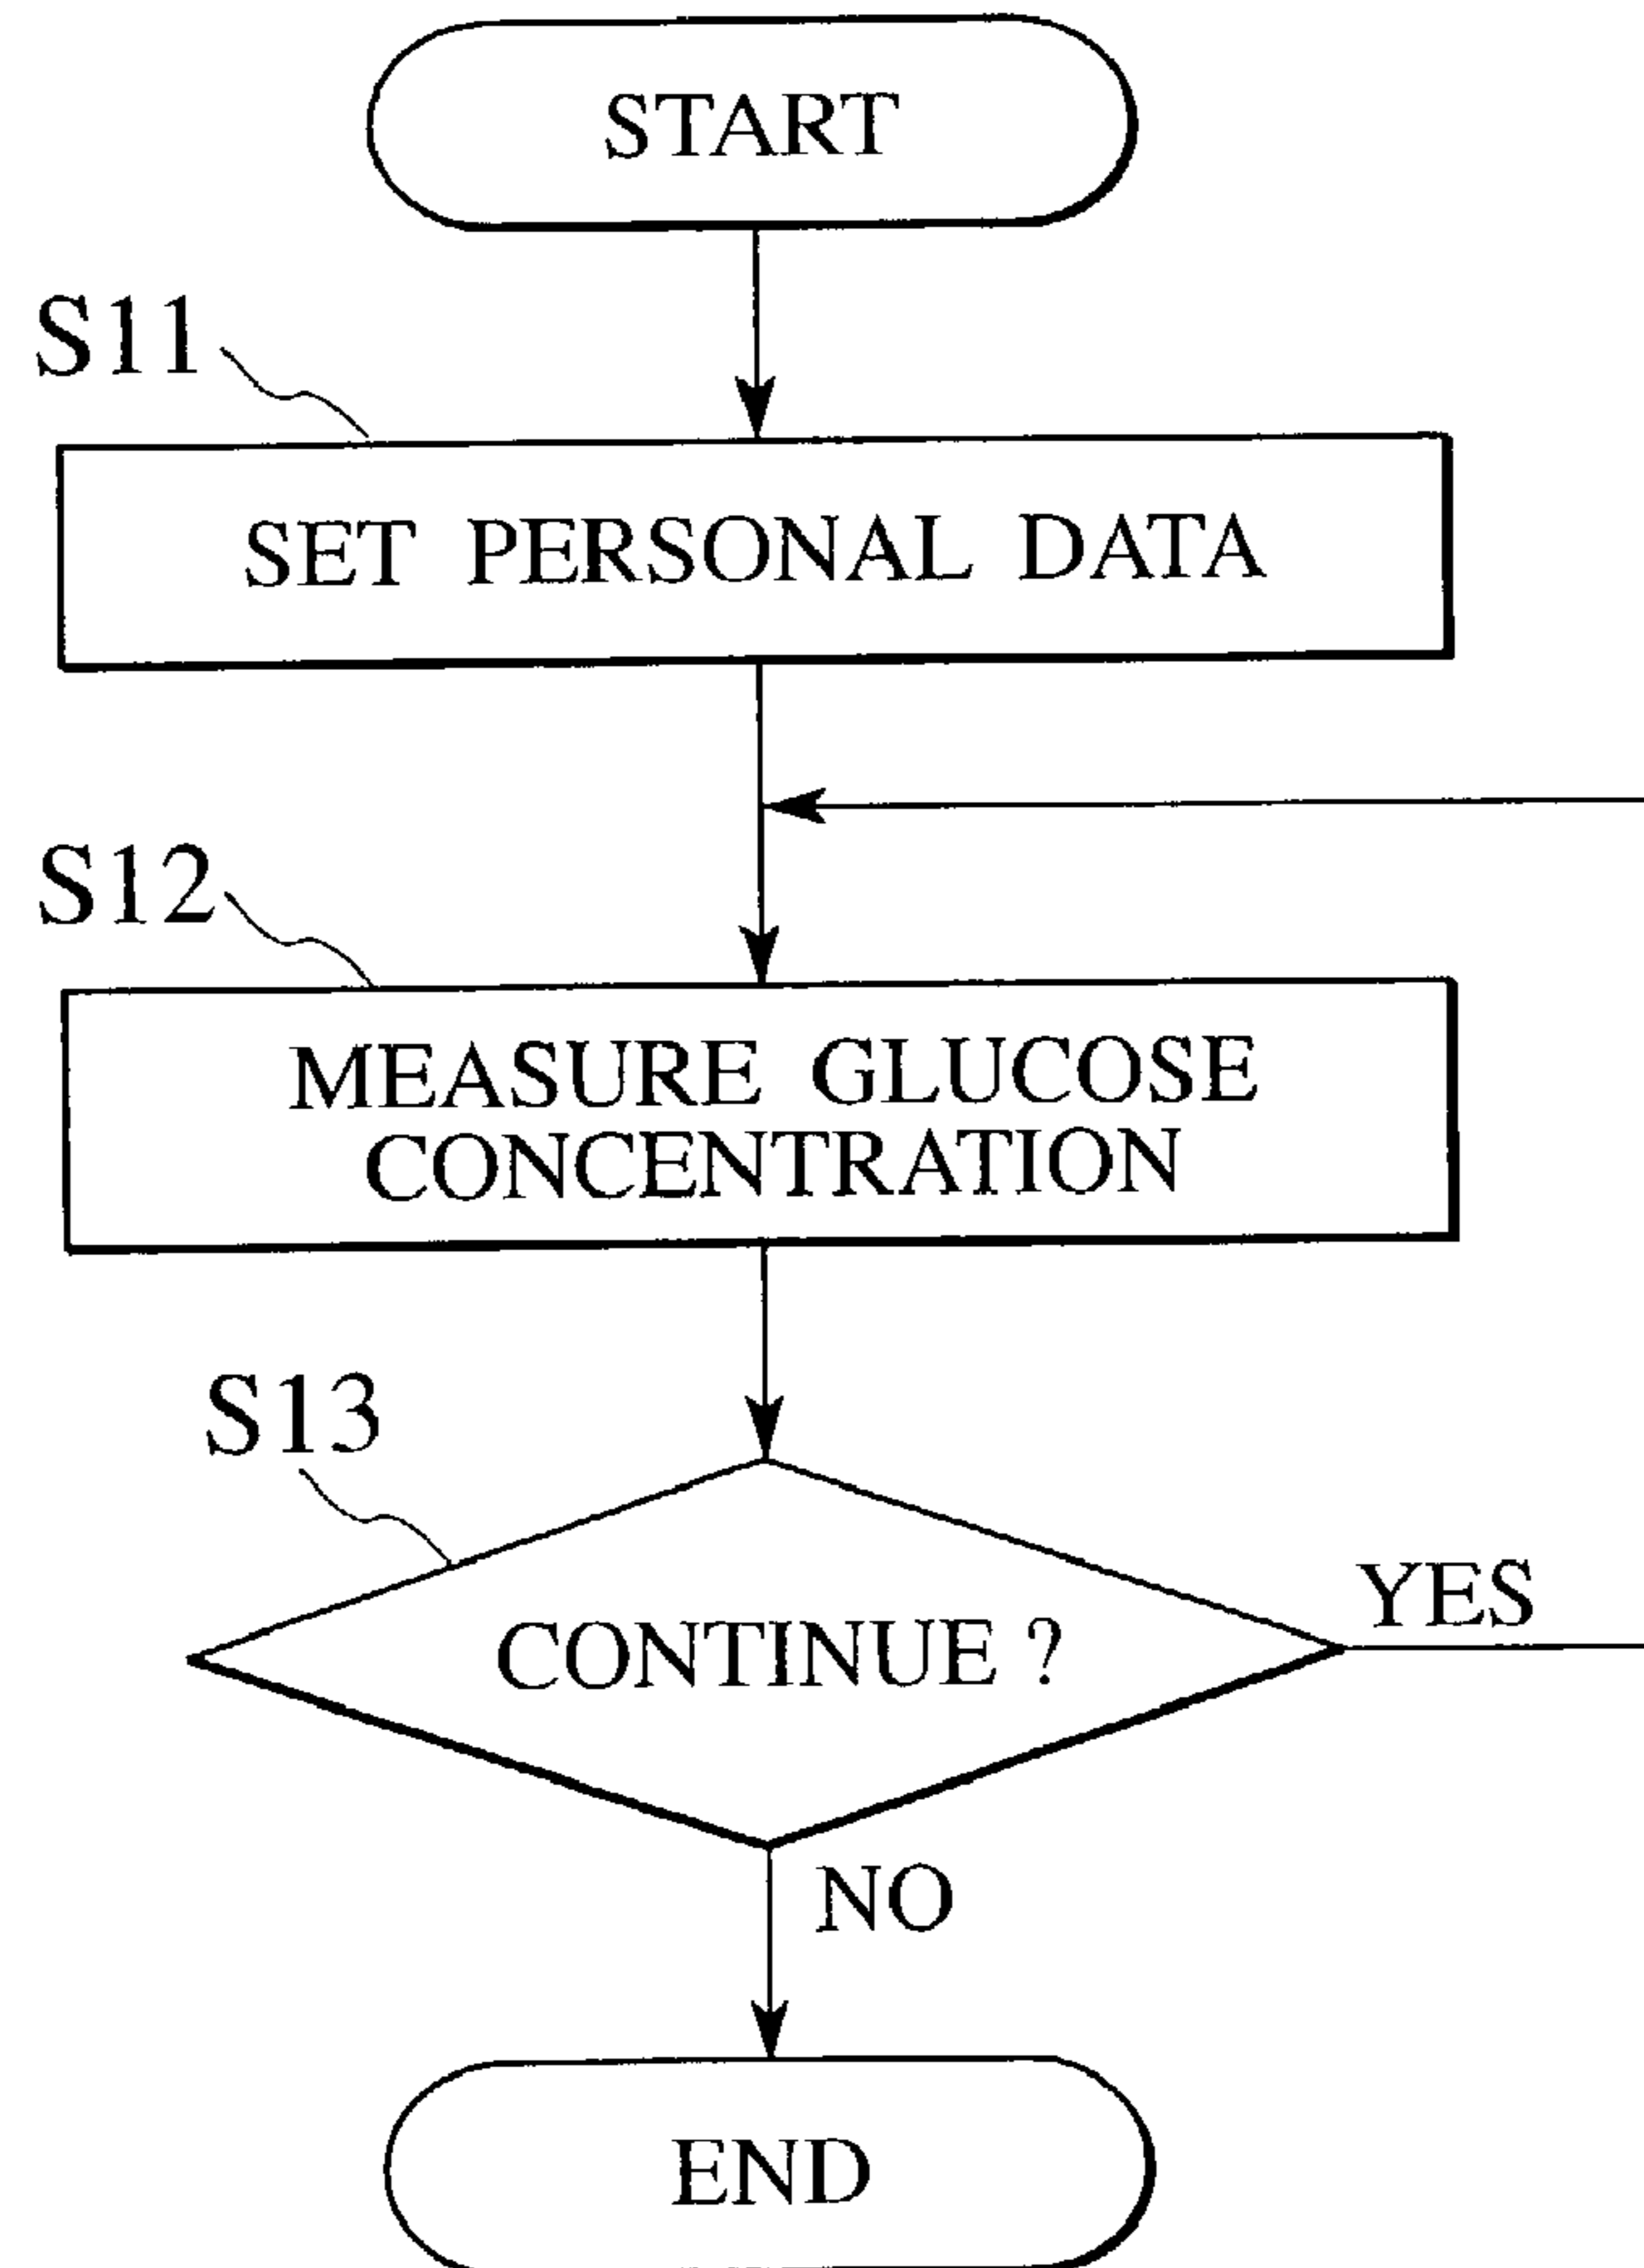 START
S11
SET PERSONAL DATA
S12
MEASURE GLUCOSE
CONCENTRATION
S13
CONTINUE ?
YES
NO
END